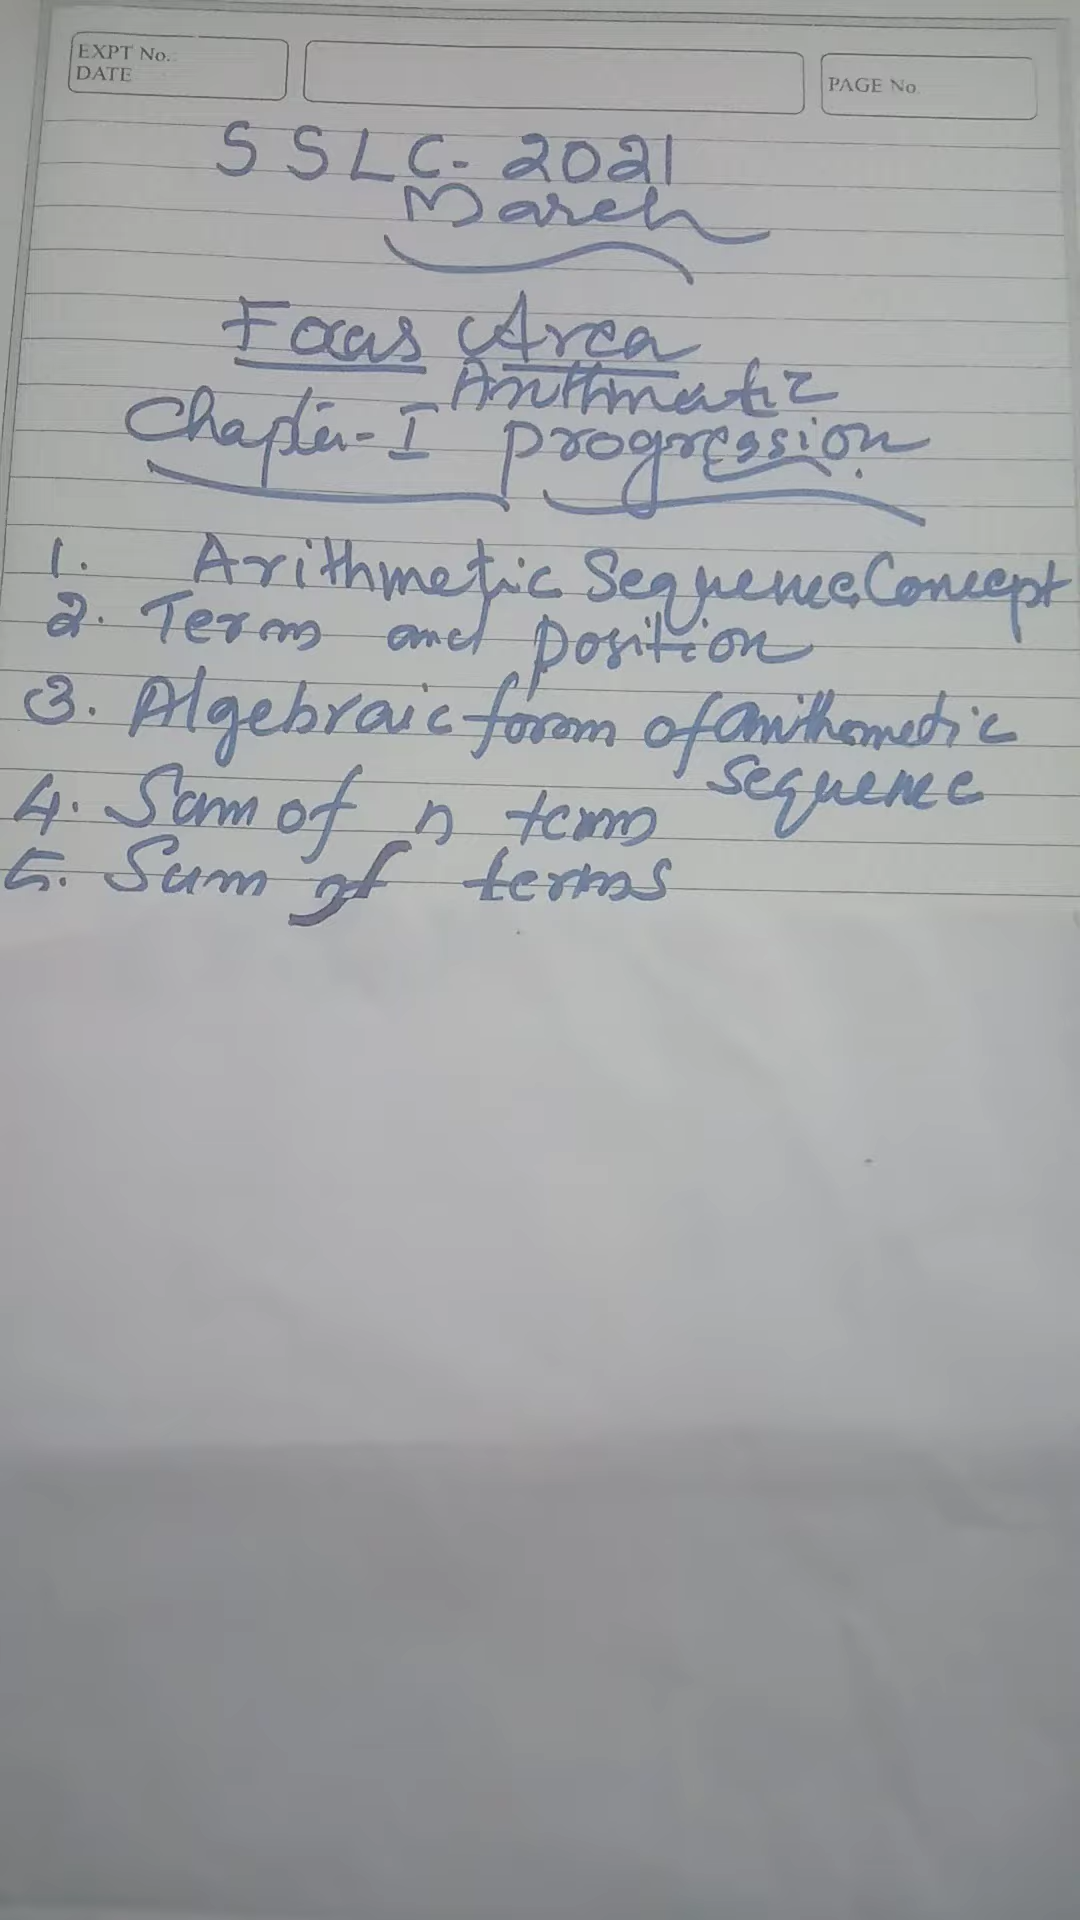 EXPT No.
DATE
PAGE No.
SSLC-2021
March
Focus Area
Arithmatic
Chapter-I progression
1. Arithmetic Sequence Concept
2. Terms and position
3. Algebraic form of arithmetic
sequence
4. Sum of n terms
5. Sum of terms